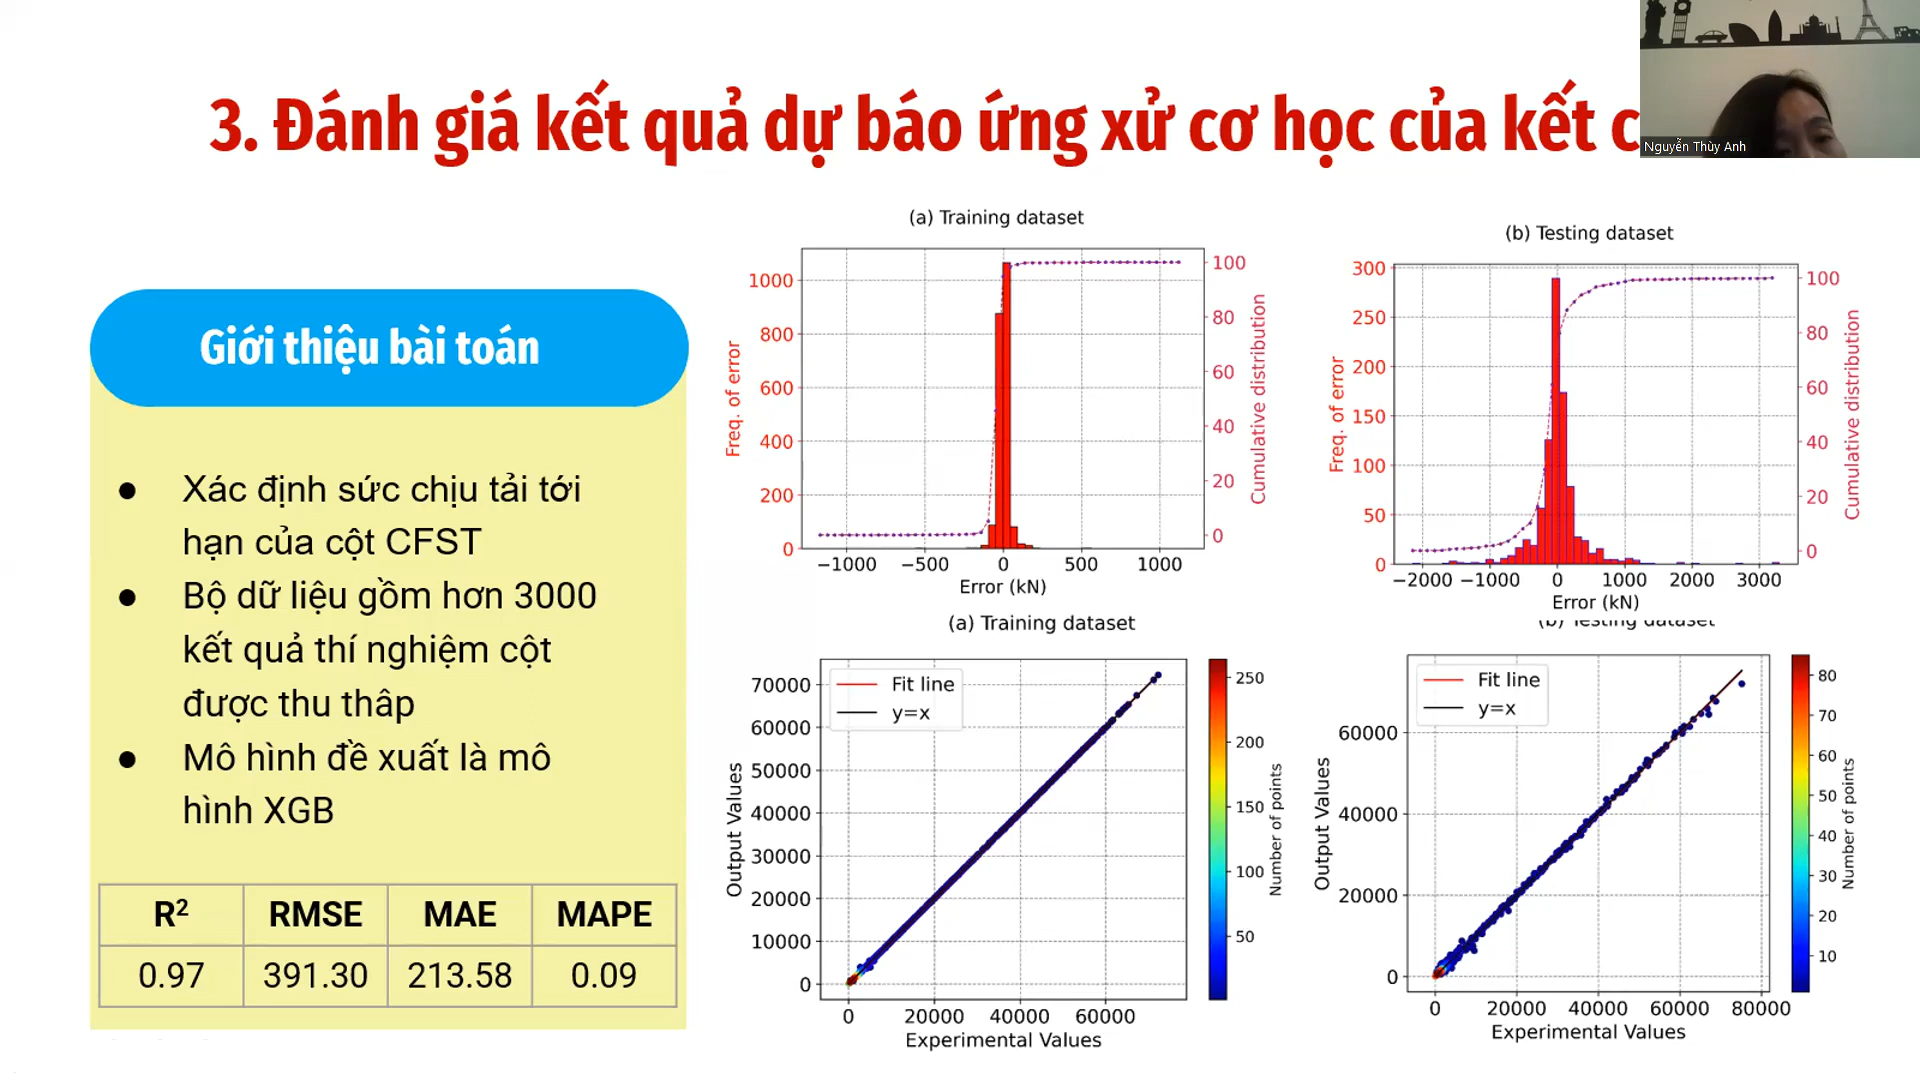 3. Đánh giá kết quả dự báo ứng xử cơ học của kết c
Nguyễn Thùy Anh
Giới thiệu bài toán
● Xác định sức chịu tải tới
hạn của cột CFST
● Bộ dữ liệu gồm hơn 3000
kết quả thí nghiệm cột
được thu thâp
● Mô hình đề xuất là mô
hình XGB
R² RMSE MAE MAPE
0.97 391.30 213.58 0.09
(a) Training dataset
1000
800
600
400
200
0
Freq. of error
100
80
60
40
20
0
Cumulative distribution
−1000 −500 0 500 1000
Error (kN)
(b) Testing dataset
300
250
200
150
100
50
0
Freq. of error
100
80
60
40
20
0
Cumulative distribution
−2000 −1000 0 1000 2000 3000
Error (kN)
(a) Training dataset
Fit line
y=x
70000
60000
50000
40000
30000
20000
10000
0
Output Values
0 20000 40000 60000
Experimental Values
250
200
150
100
50
Number of points
(b) Testing dataset
Fit line
y=x
60000
40000
20000
0
Output Values
0 20000 40000 60000 80000
Experimental Values
80
70
60
50
40
30
20
10
Number of points